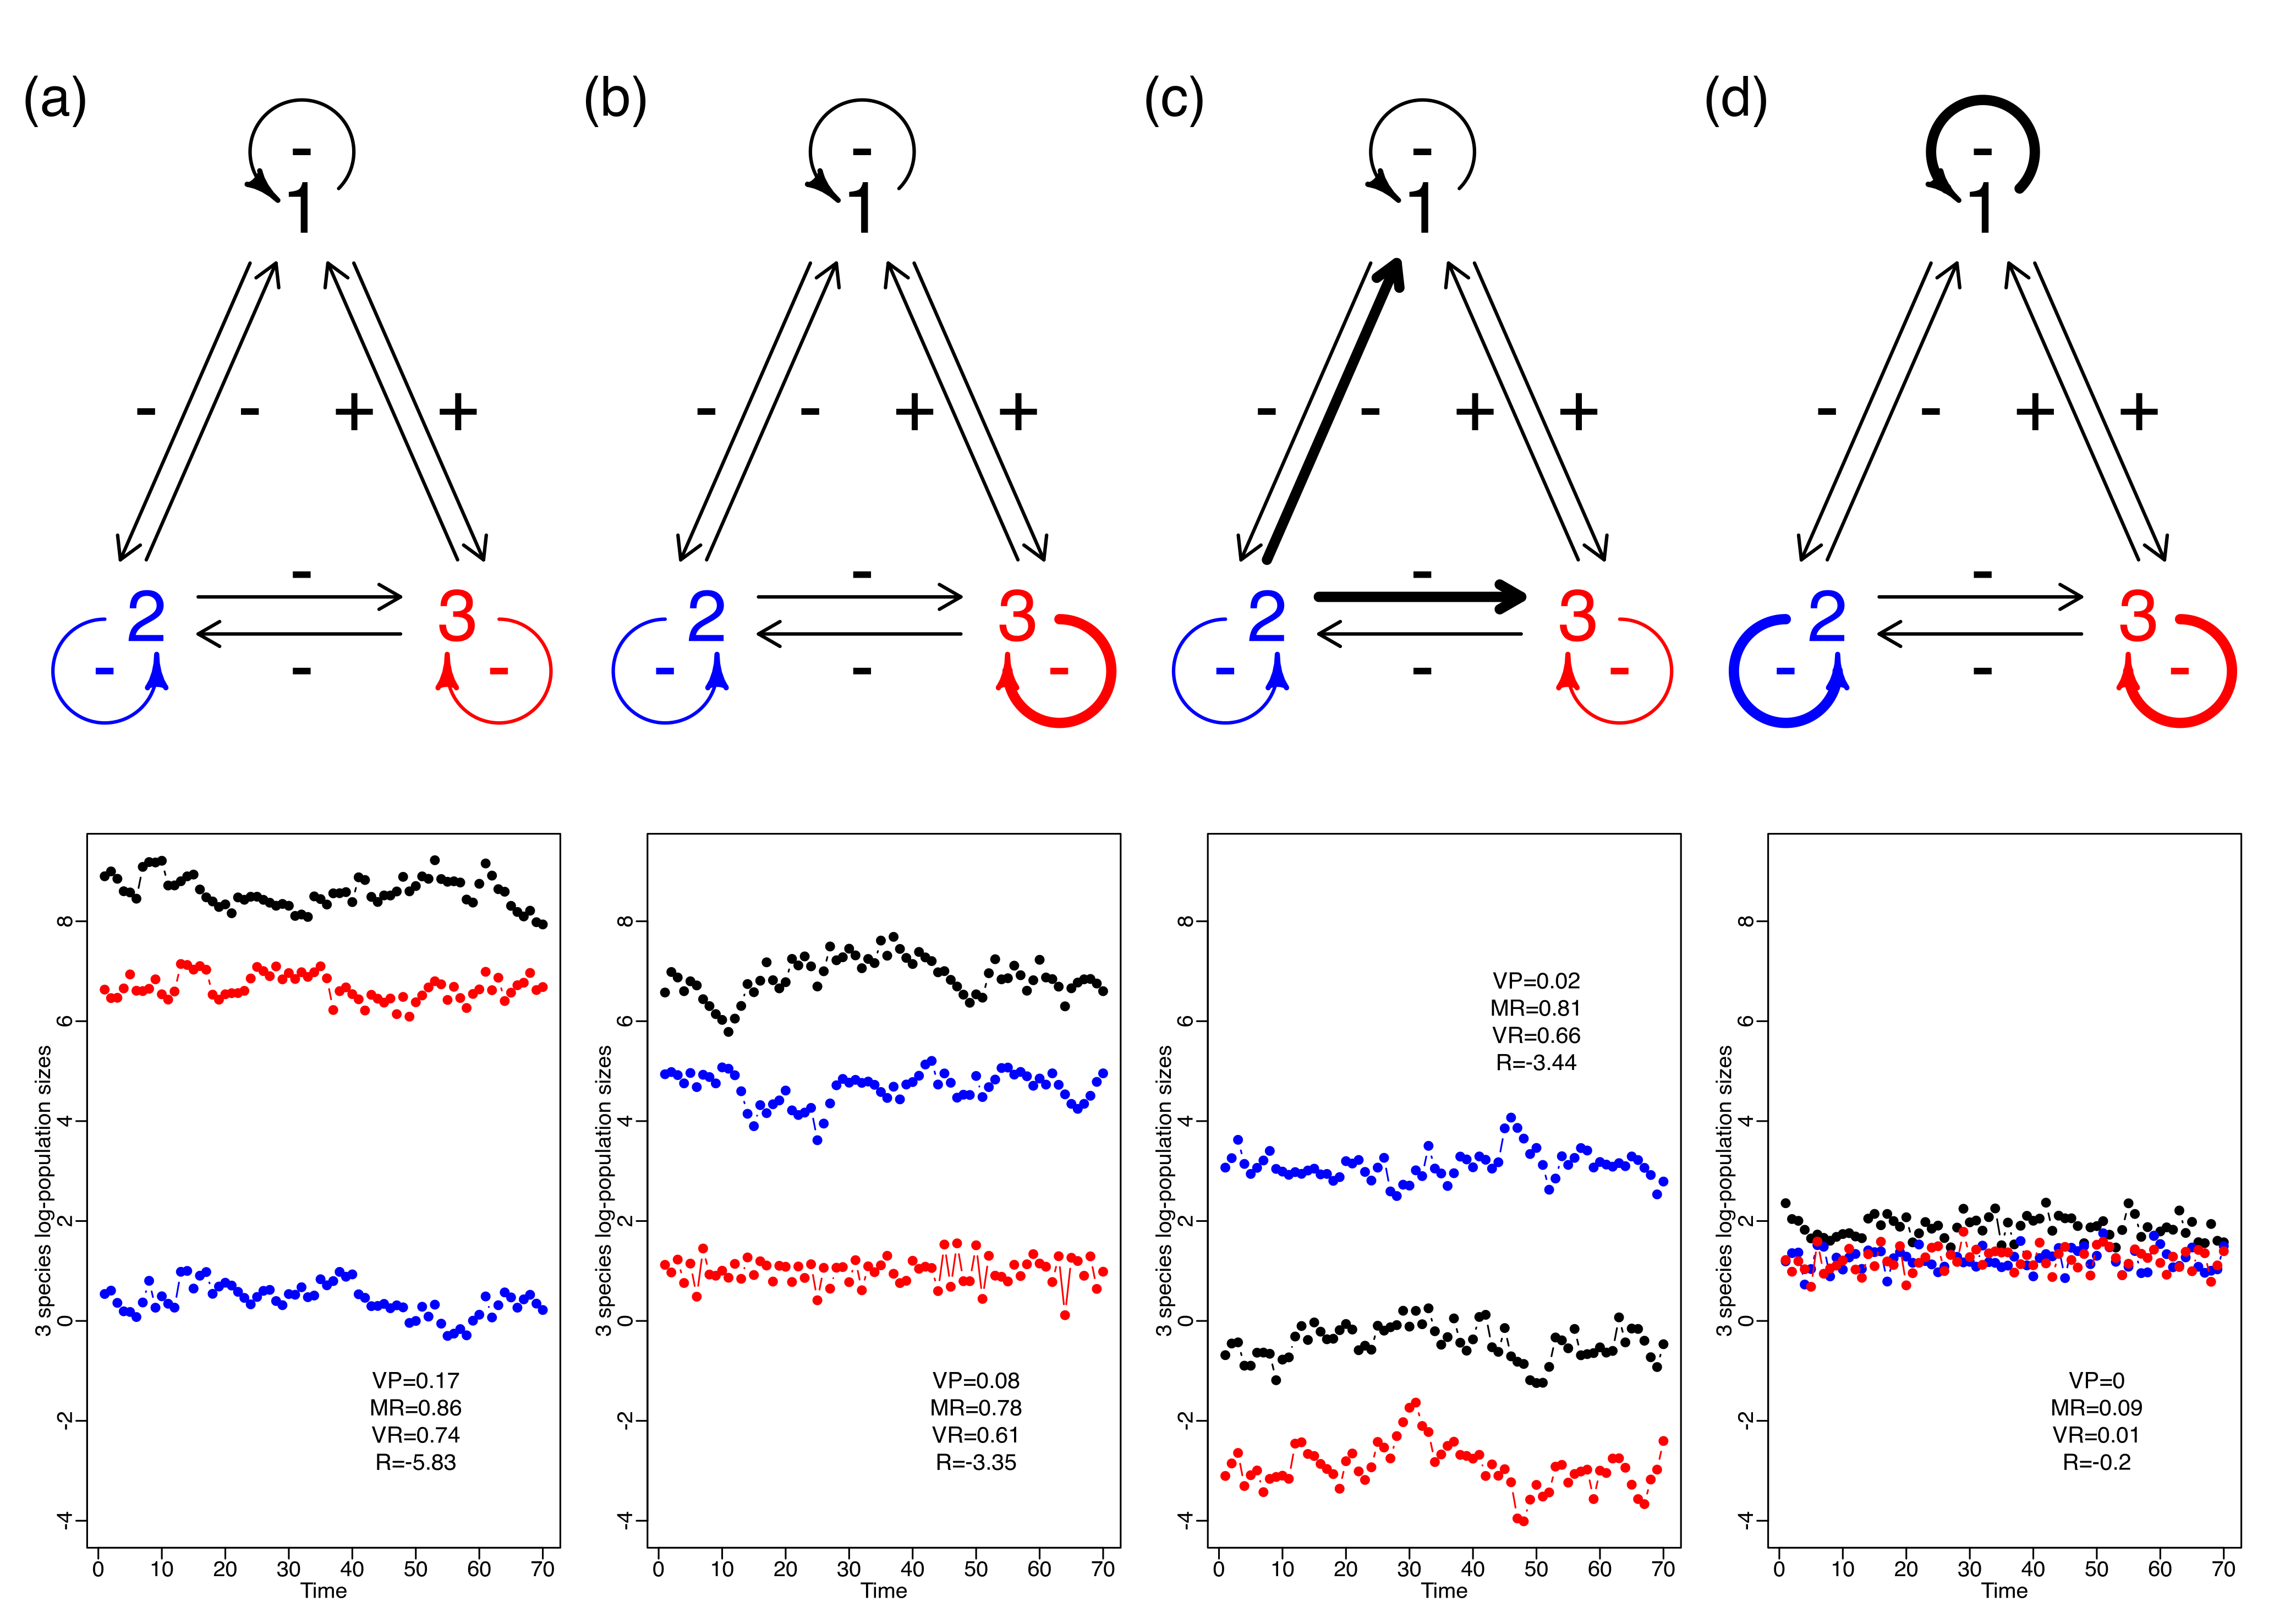 (a) (b) (c) (d)
- - - -
1 1 1 1
- - + + - - + + - - + + - - + +
- - - -
2 3 2 3 2 3 2 3
- - - - - - - - - - - -
3 species log-population sizes
8
6
4
2
0
-2
-4
VP=0.17
MR=0.86
VR=0.74
R=-5.83
0 10 20 30 40 50 60 70
Time
3 species log-population sizes
8
6
4
2
0
-2
-4
VP=0.08
MR=0.78
VR=0.61
R=-3.35
0 10 20 30 40 50 60 70
Time
3 species log-population sizes
8
6
4
2
0
-2
-4
VP=0.02
MR=0.81
VR=0.66
R=-3.44
0 10 20 30 40 50 60 70
Time
3 species log-population sizes
8
6
4
2
0
-2
-4
VP=0
MR=0.09
VR=0.01
R=-0.2
0 10 20 30 40 50 60 70
Time